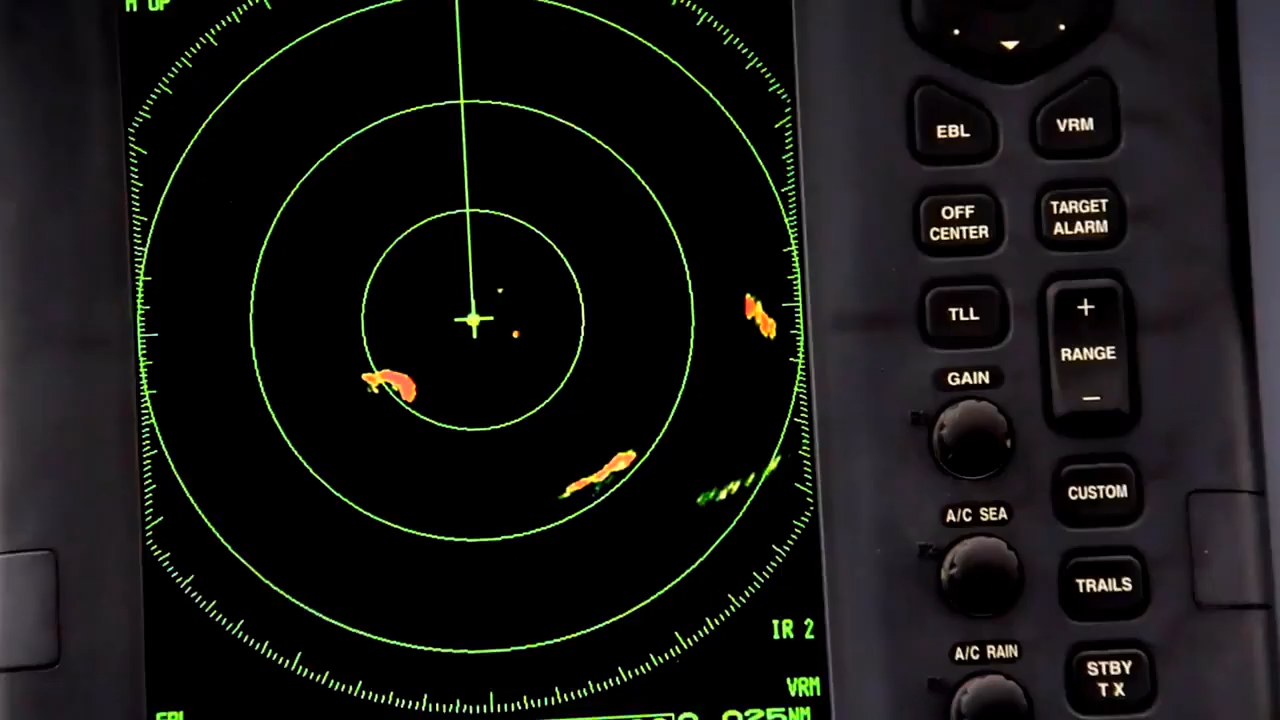 EBL
VRM
OFF
CENTER
TARGET
ALARM
TLL
+
RANGE
−
GAIN
CUSTOM
A/C SEA
TRAILS
A/C RAIN
STBY
TX
IR 2
VRM